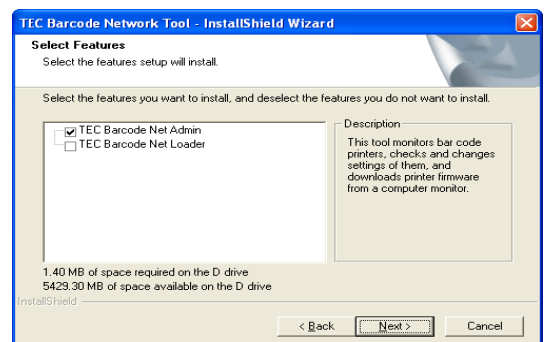 TEC Barcode Network Tool - InstallShield Wizard
Select Features
Select the features setup will install.
Select the features you want to install, and deselect the features you do not want to install.
TEC Barcode Net Admin
TEC Barcode Net Loader
Description
This tool monitors bar code
printers, checks and changes
settings of them, and
downloads printer firmware
from a computer monitor.
1.40 MB of space required on the D drive
5429.30 MB of space available on the D drive
InstallShield
< Back
Next >
Cancel